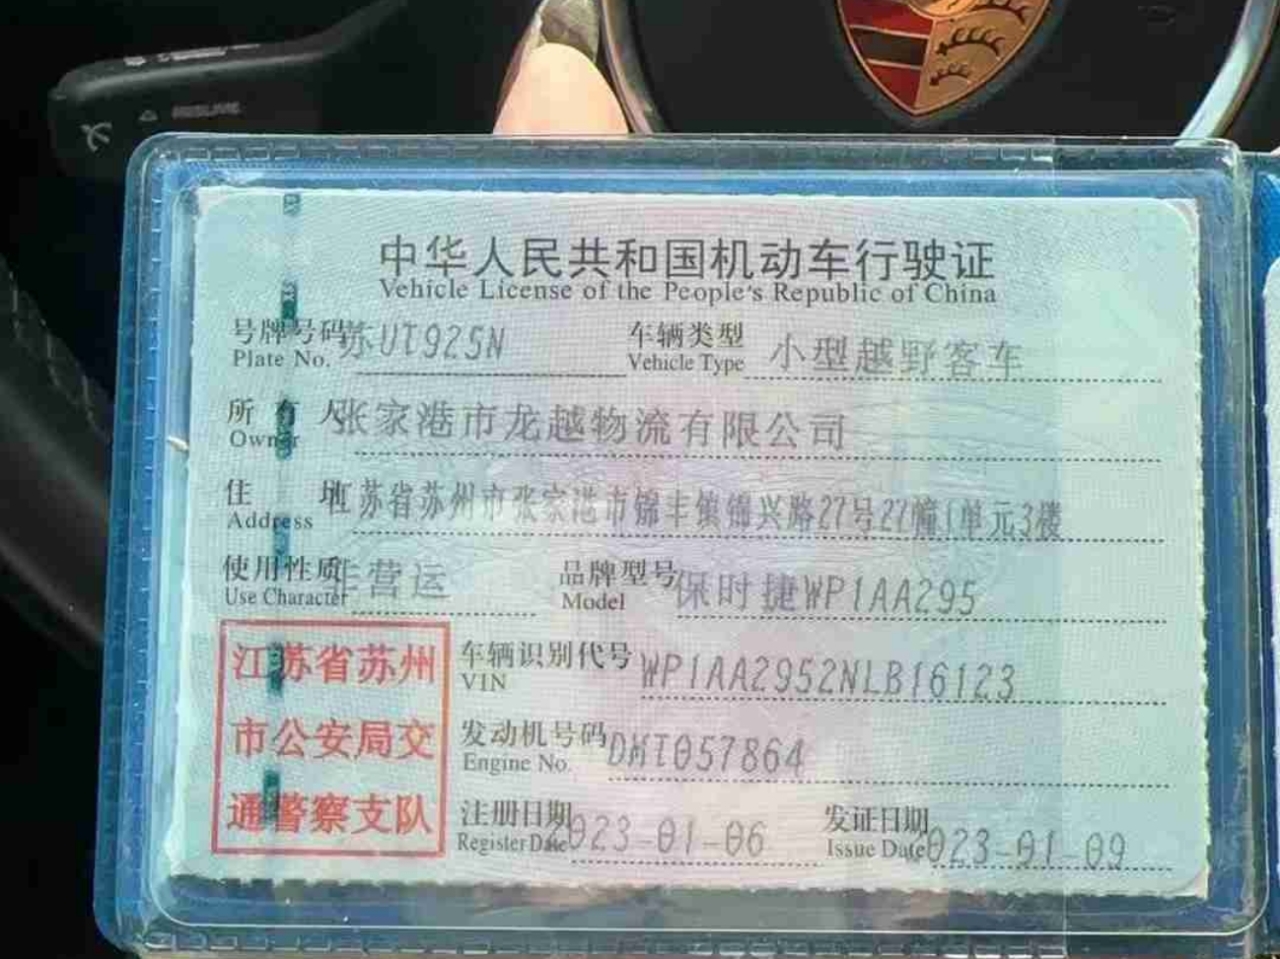 中华人民共和国机动车行驶证
Vehicle License of the People's Republic of China
号牌号码 苏UT925N 车辆类型 小型越野客车
Plate No. Vehicle Type
所有人 张家港市龙越物流有限公司
Owner
住 址 苏省苏州市张家港市锦丰镇锦兴路27号27幢1单元3楼
Address
使用性质 非营运 品牌型号 保时捷WP1AA295
Use Character Model
江苏省苏州
市公安局交
通警察支队
车辆识别代号 WP1AA2952NLB16123
VIN
发动机号码 DMT057864
Engine No.
注册日期 2023-01-06 发证日期 023-01-09
Register Date Issue Date